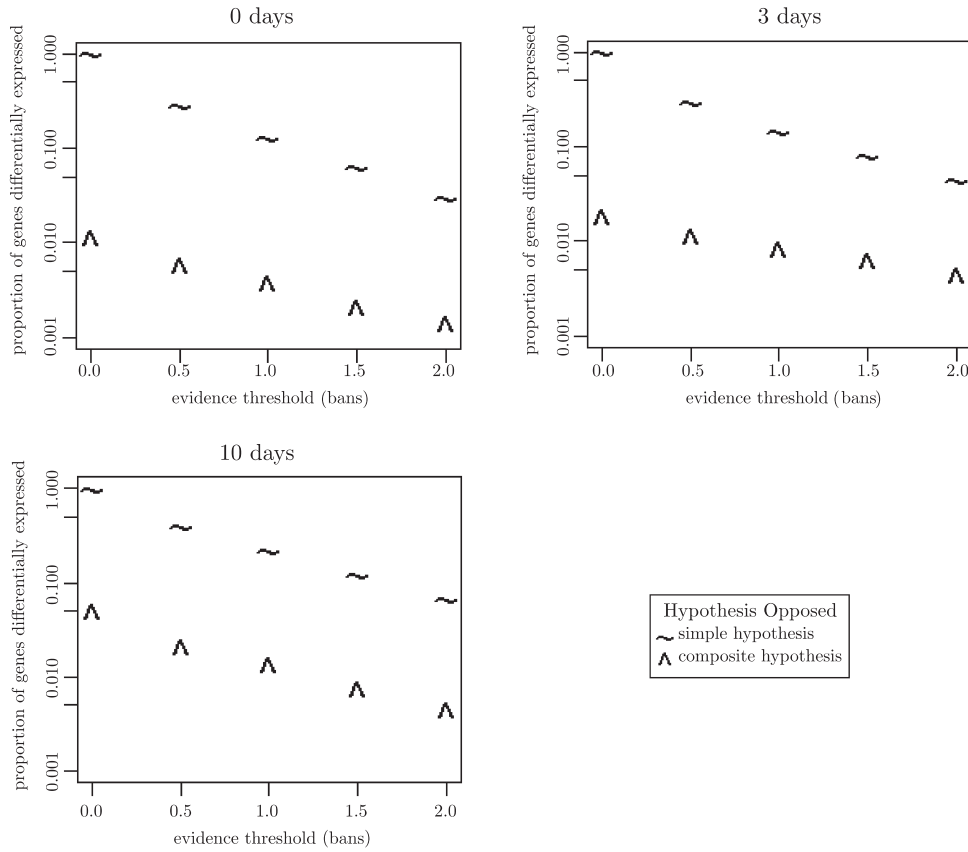 0 days
proportion of genes differentially expressed
1.000
0.100
0.010
0.001
0.0 0.5 1.0 1.5 2.0
evidence threshold (bans)
3 days
proportion of genes differentially expressed
1.000
0.100
0.010
0.001
0.0 0.5 1.0 1.5 2.0
evidence threshold (bans)
10 days
proportion of genes differentially expressed
1.000
0.100
0.010
0.001
0.0 0.5 1.0 1.5 2.0
evidence threshold (bans)
Hypothesis Opposed
simple hypothesis
composite hypothesis